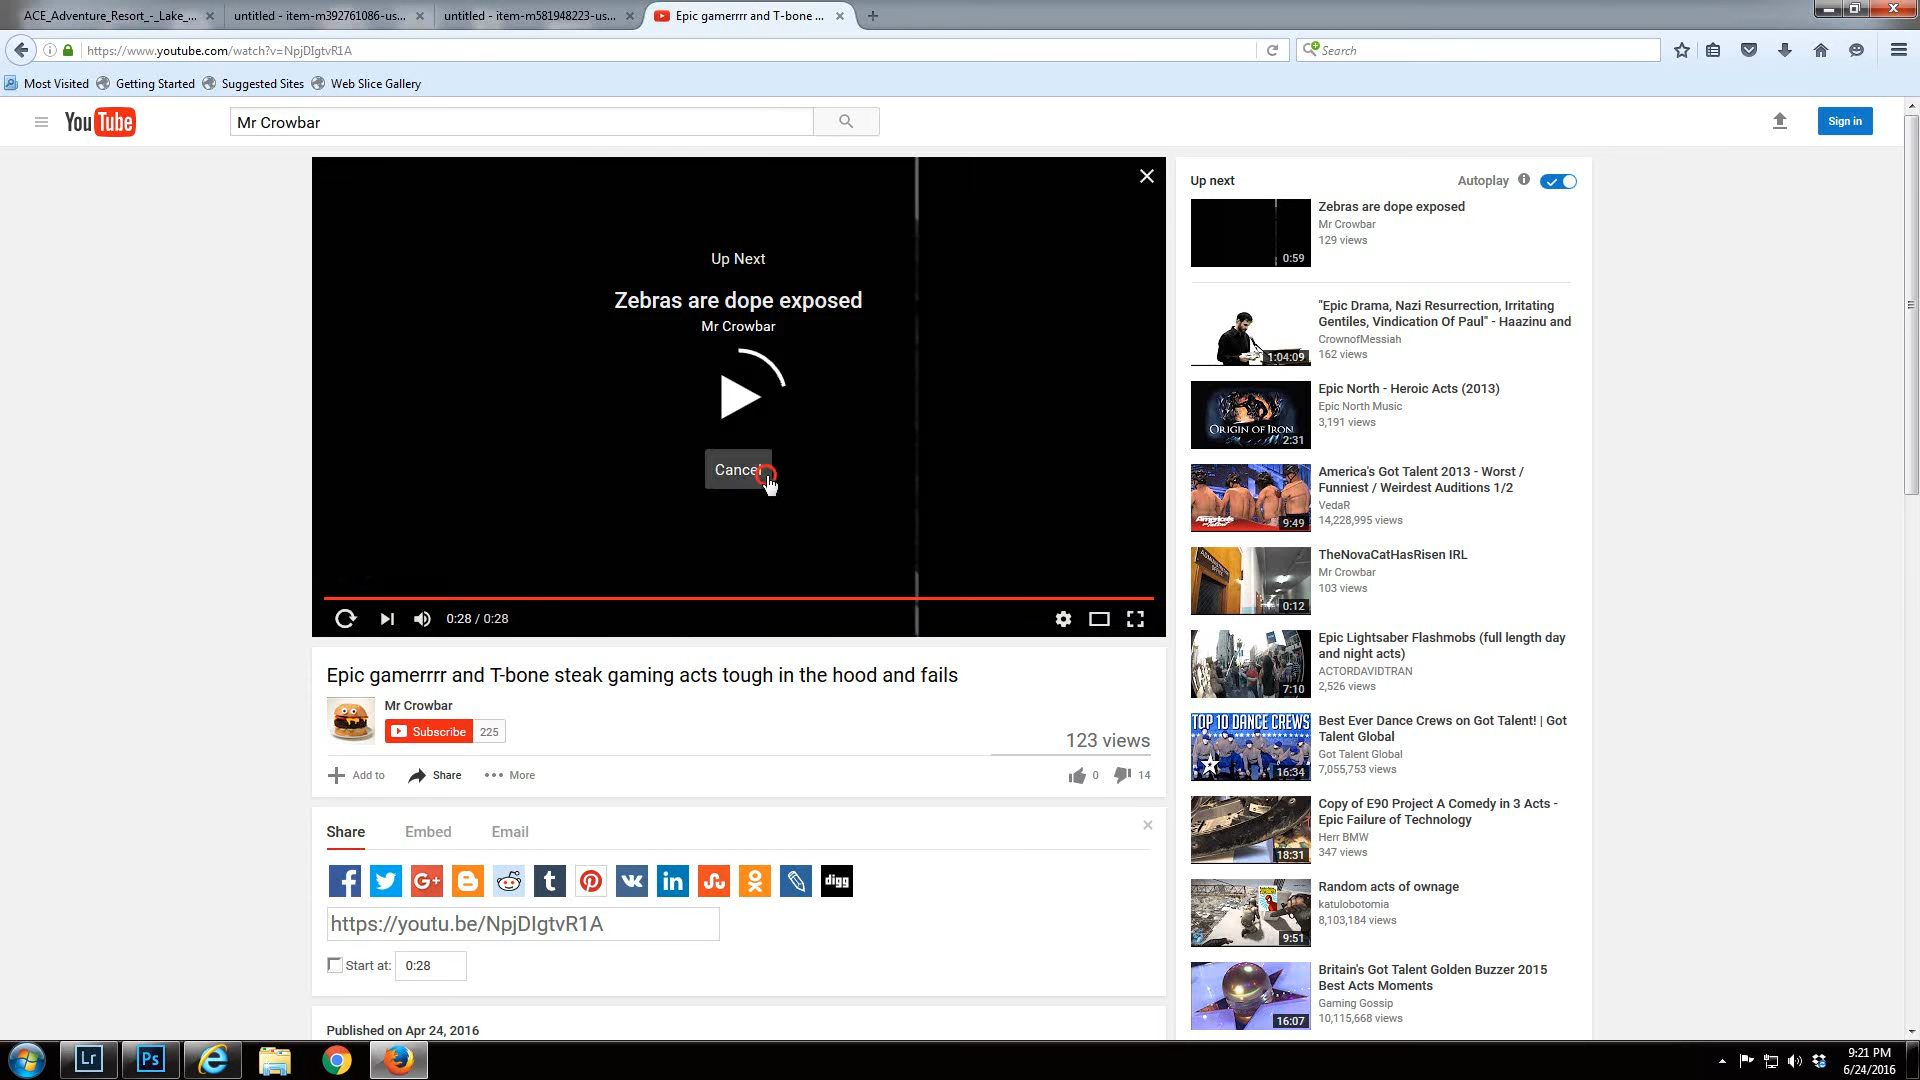 ACE_Adventure_Resort_-_Lake_...
untitled - item-m392761086-us...
untitled - item-m581948223-us...
Epic gamerrrr and T-bone ...
https://www.youtube.com/watch?v=NpjDIgtvR1A
Search
Most Visited
Getting Started
Suggested Sites
Web Slice Gallery
YouTube
Mr Crowbar
Sign in
Up Next
Zebras are dope exposed
Mr Crowbar
Cancel
0:28 / 0:28
Epic gamerrrr and T-bone steak gaming acts tough in the hood and fails
Mr Crowbar
Subscribe 225
123 views
Add to
Share
More
0
14
Share
Embed
Email
digg
https://youtu.be/NpjDIgtvR1A
Start at: 0:28
Published on Apr 24, 2016
Up next
Autoplay
Zebras are dope exposed
Mr Crowbar
129 views
0:59
"Epic Drama, Nazi Resurrection, Irritating
Gentiles, Vindication Of Paul" - Haazinu and
CrownofMessiah
162 views
1:04:09
Epic North - Heroic Acts (2013)
Epic North Music
3,191 views
ORIGIN OF IRON
2:31
America's Got Talent 2013 - Worst /
Funniest / Weirdest Auditions 1/2
VedaR
14,228,995 views
9:49
TheNovaCatHasRisen IRL
Mr Crowbar
103 views
0:12
Epic Lightsaber Flashmobs (full length day
and night acts)
ACTORDAVIDTRAN
2,526 views
7:10
TOP 10 DANCE CREWS
Best Ever Dance Crews on Got Talent! | Got
Talent Global
Got Talent Global
7,055,753 views
16:34
Copy of E90 Project A Comedy in 3 Acts -
Epic Failure of Technology
Herr BMW
347 views
18:31
Random acts of ownage
katulobotomia
8,103,184 views
9:51
Britain's Got Talent Golden Buzzer 2015
Best Acts Moments
Gaming Gossip
10,115,668 views
16:07
Lr
Ps
9:21 PM
6/24/2016